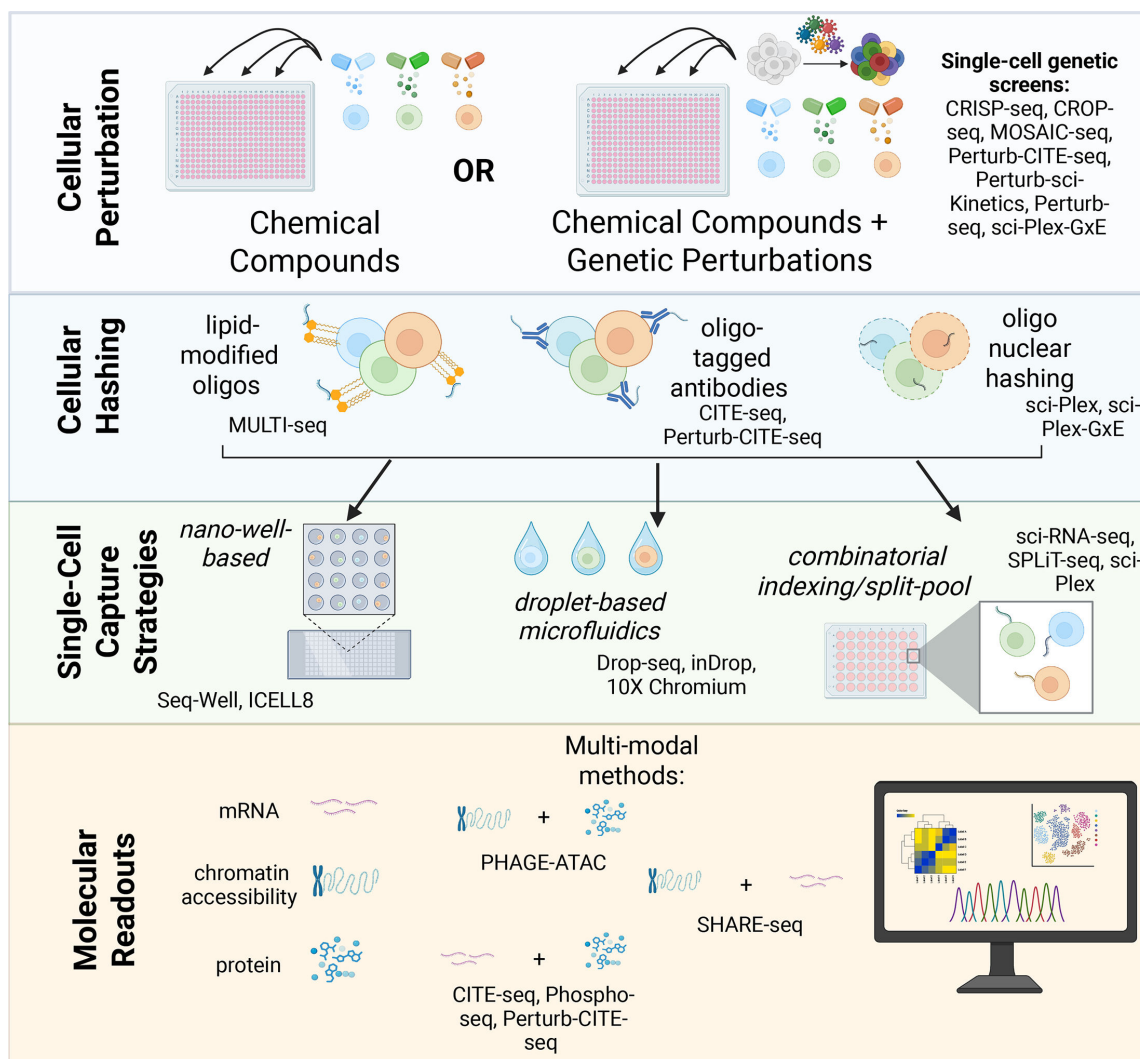 Cellular
Perturbation
OR
Chemical
Compounds
Chemical Compounds +
Genetic Perturbations
Single-cell genetic
screens:
CRISP-seq, CROP-
seq, MOSAIC-seq,
Perturb-CITE-seq,
Perturb-sci-
Kinetics, Perturb-
seq, sci-Plex-GxE
Cellular
Hashing
lipid-
modified
oligos
MULTI-seq
oligo-
tagged
antibodies
CITE-seq,
Perturb-CITE-seq
oligo
nuclear
hashing
sci-Plex, sci-
Plex-GxE
Single-Cell
Capture
Strategies
nano-well-
based
Seq-Well, ICELL8
droplet-based
microfluidics
Drop-seq, inDrop,
10X Chromium
combinatorial
indexing/split-pool
sci-RNA-seq,
SPLiT-seq, sci-
Plex
Molecular
Readouts
mRNA
chromatin
accessibility
protein
Multi-modal
methods:
+
PHAGE-ATAC
+
SHARE-seq
+
CITE-seq, Phospho-
seq, Perturb-CITE-
seq